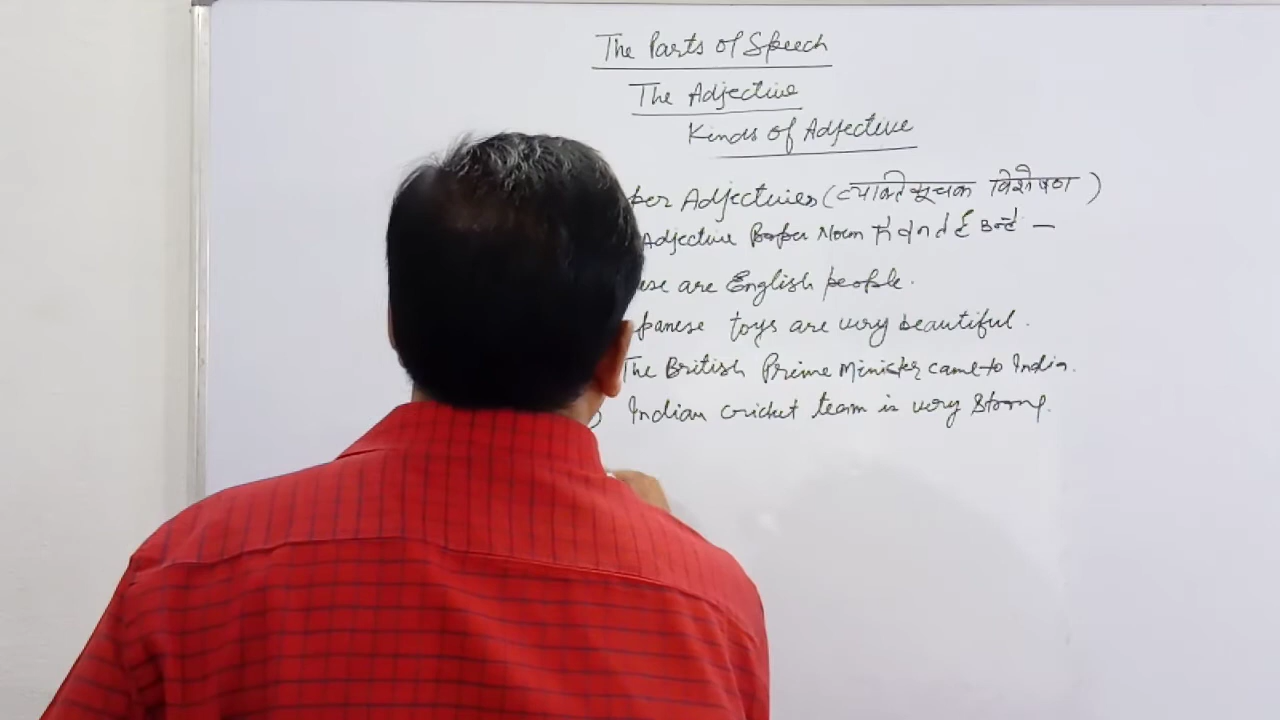 The Parts of Speech
The Adjective
Kinds of Adjective
per Adjectives (व्यक्तिसूचक विशेषण)
Adjective Proper Noun से बनते हैं उन्हें —
ese are English people.
panese toys are very beautiful.
The British Prime Minister came to India.
) Indian cricket team is very strong.